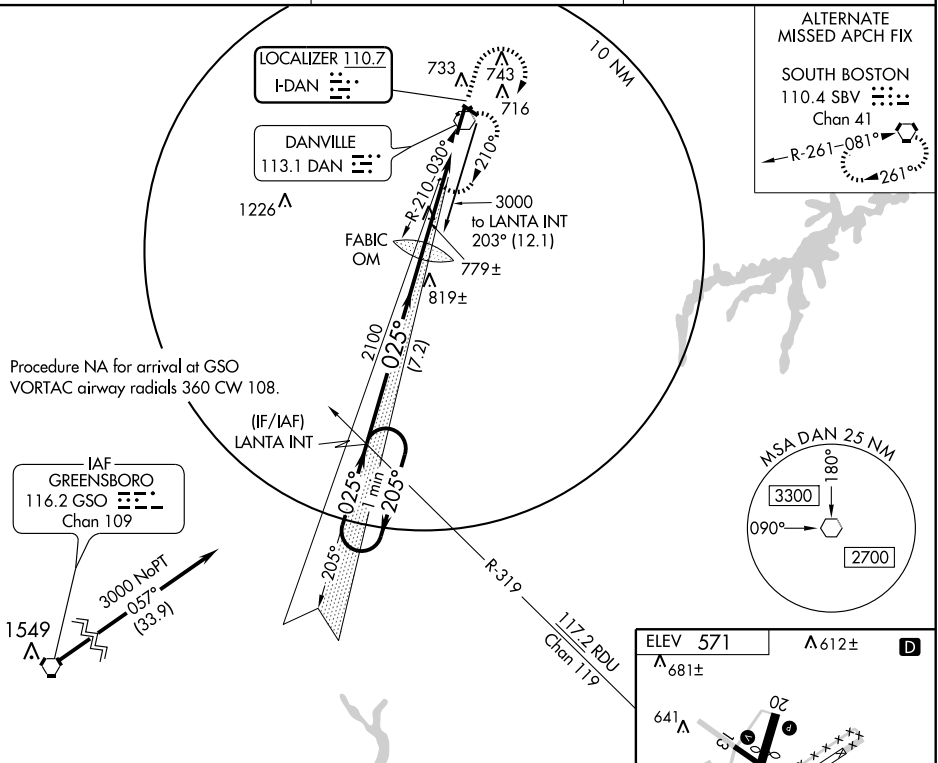 ALTERNATE
MISSED APCH FIX
SOUTH BOSTON
110.4 SBV
Chan 41
R-261–081°
261°
10 NM
LOCALIZER 110.7
I-DAN
733
743
716
DANVILLE
113.1 DAN
R-210–030°
210°
1226
3000
to LANTA INT
203° (12.1)
FABIC
OM
779±
819±
2100
025°
(7.2)
Procedure NA for arrival at GSO
VORTAC airway radials 360 CW 108.
(IF/IAF)
LANTA INT
025°
1 min
205°
205°
IAF
GREENSBORO
116.2 GSO
Chan 109
3000 NoPT
057°
(33.9)
1549
R-319
117.2 RDU
Chan 119
MSA DAN 25 NM
180°
3300
090°
2700
ELEV 571
612±
D
681±
641
20
13
V
P